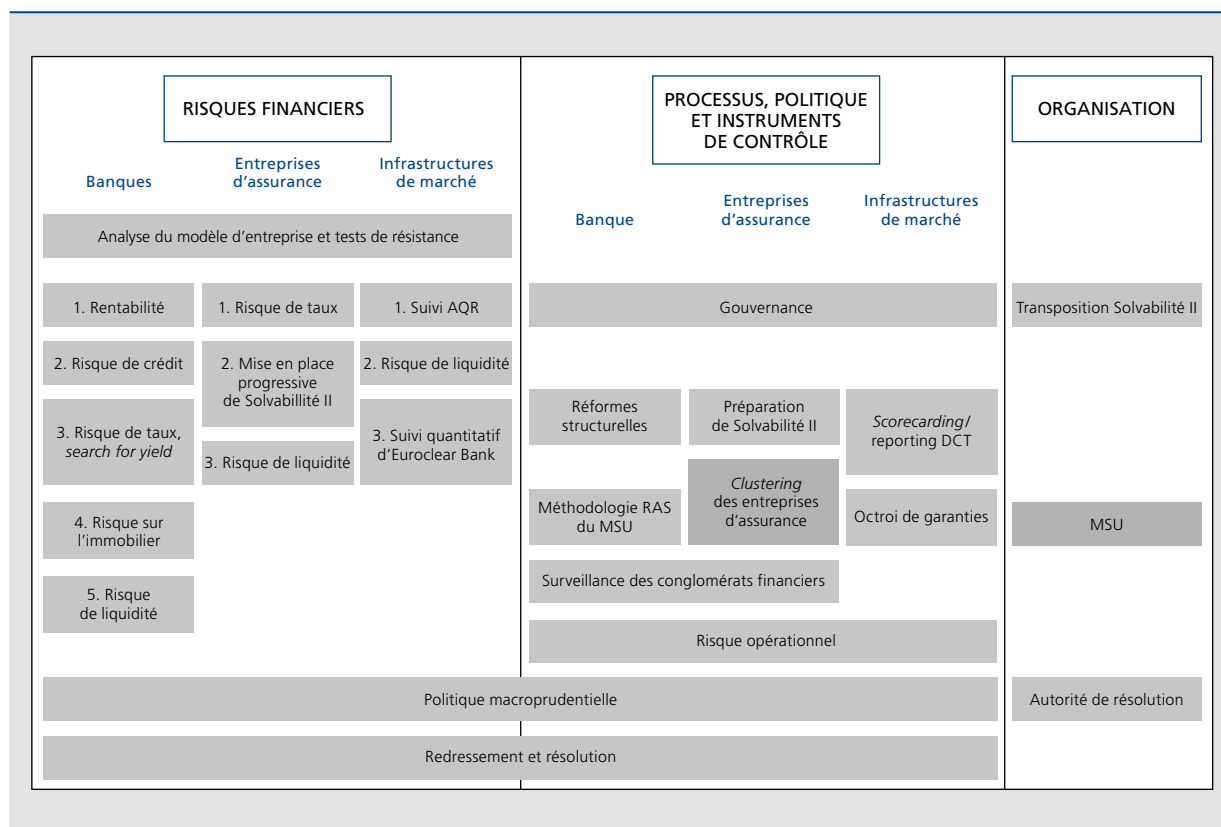 RISQUES FINANCIERS
Banques
Entreprises
d'assurance
Infrastructures
de marché
Analyse du modèle d'entreprise et tests de résistance
1. Rentabilité
2. Risque de crédit
3. Risque de taux,
search for yield
4. Risque sur
l'immobilier
5. Risque
de liquidité
1. Risque de taux
2. Mise en place
progressive
de Solvabillité II
3. Risque de liquidité
1. Suivi AQR
2. Risque de liquidité
3. Suivi quantitatif
d'Euroclear Bank
PROCESSUS, POLITIQUE
ET INSTRUMENTS
DE CONTRÔLE
Banque
Entreprises
d'assurance
Infrastructures
de marché
Gouvernance
Réformes
structurelles
Méthodologie RAS
du MSU
Préparation
de Solvabilité II
Clustering
des entreprises
d'assurance
Scorecarding/
reporting DCT
Octroi de garanties
Surveillance des conglomérats financiers
Risque opérationnel
Politique macroprudentielle
Redressement et résolution
ORGANISATION
Transposition Solvabilité II
MSU
Autorité de résolution